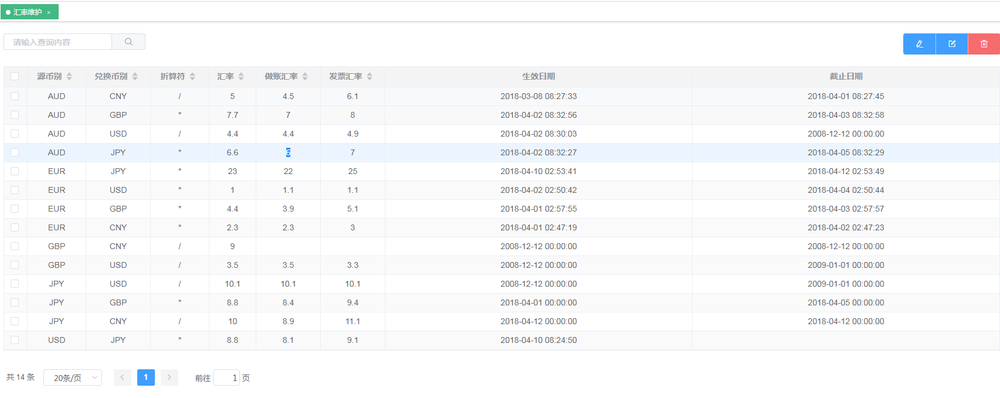 汇率维护 ×
请输入查询内容
源币别 兑换币别 折算符 汇率 做账汇率 发票汇率 生效日期 截止日期
AUD CNY / 5 4.5 6.1 2018-03-08 08:27:33 2018-04-01 08:27:45
AUD GBP * 7.7 7 8 2018-04-02 08:32:56 2018-04-03 08:32:58
AUD USD / 4.4 4.4 4.9 2018-04-02 08:30:03 2008-12-12 00:00:00
AUD JPY * 6.6 6 7 2018-04-02 08:32:27 2018-04-05 08:32:29
EUR JPY * 23 22 25 2018-04-10 02:53:41 2018-04-12 02:53:49
EUR USD * 1 1.1 1.1 2018-04-02 02:50:42 2018-04-04 02:50:44
EUR GBP * 4.4 3.9 5.1 2018-04-01 02:57:55 2018-04-03 02:57:57
EUR CNY * 2.3 2.3 3 2018-04-01 02:47:19 2018-04-02 02:47:23
GBP CNY / 9 2008-12-12 00:00:00 2008-12-12 00:00:00
GBP USD / 3.5 3.5 3.3 2008-12-12 00:00:00 2009-01-01 00:00:00
JPY USD / 10.1 10.1 10.1 2008-12-12 00:00:00 2009-01-01 00:00:00
JPY GBP * 8.8 8.4 9.4 2018-04-01 00:00:00 2018-04-05 00:00:00
JPY CNY / 10 8.9 11.1 2018-04-12 00:00:00 2018-04-12 00:00:00
USD JPY * 8.8 8.1 9.1 2018-04-10 08:24:50
共 14 条 20条/页 1 前往 1 页